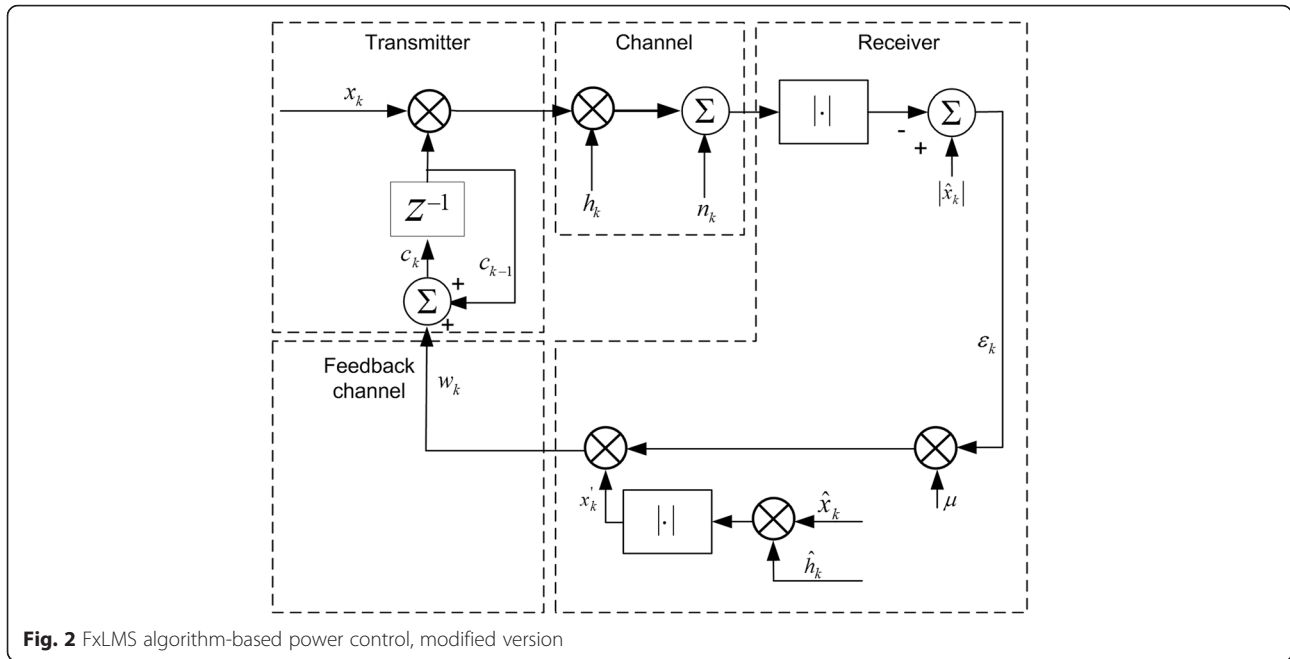 Transmitter
Channel
Receiver
x_k
|·|
Σ
Σ
-
+
|x̂_k|
h_k
n_k
Z⁻¹
c_k
c_{k-1}
+
Σ
+
ε_k
Feedback
channel
w_k
x'_k
|·|
x̂_k
μ
ĥ_k
Fig. 2 FxLMS algorithm-based power control, modified version